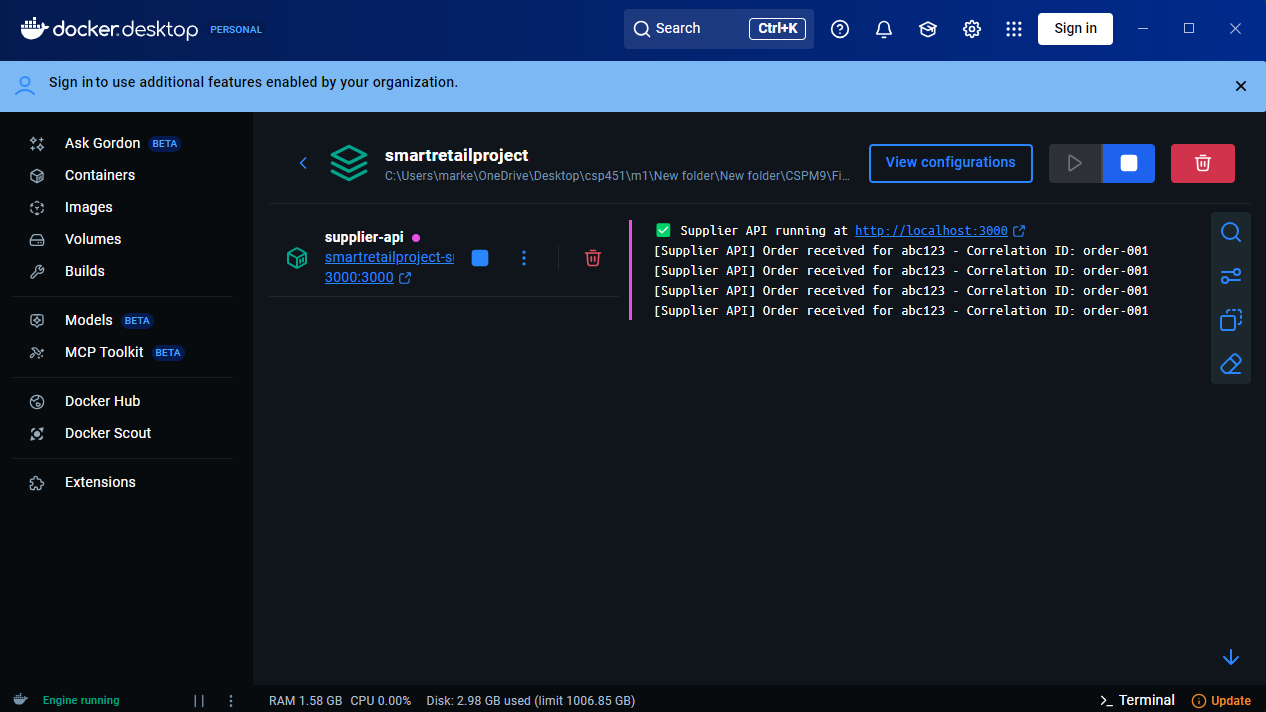 docker desktop PERSONAL
Search Ctrl+K
Sign in
Sign in to use additional features enabled by your organization.
Ask Gordon BETA
Containers
Images
Volumes
Builds
Models BETA
MCP Toolkit BETA
Docker Hub
Docker Scout
Extensions
smartretailproject
C:\Users\marke\OneDrive\Desktop\csp451\m1\New folder\New folder\CSPM9\Fi...
View configurations
supplier-api
smartretailproject-su
3000:3000
Supplier API running at http://localhost:3000
[Supplier API] Order received for abc123 - Correlation ID: order-001
[Supplier API] Order received for abc123 - Correlation ID: order-001
[Supplier API] Order received for abc123 - Correlation ID: order-001
[Supplier API] Order received for abc123 - Correlation ID: order-001
Engine running
RAM 1.58 GB CPU 0.00% Disk: 2.98 GB used (limit 1006.85 GB)
Terminal
Update